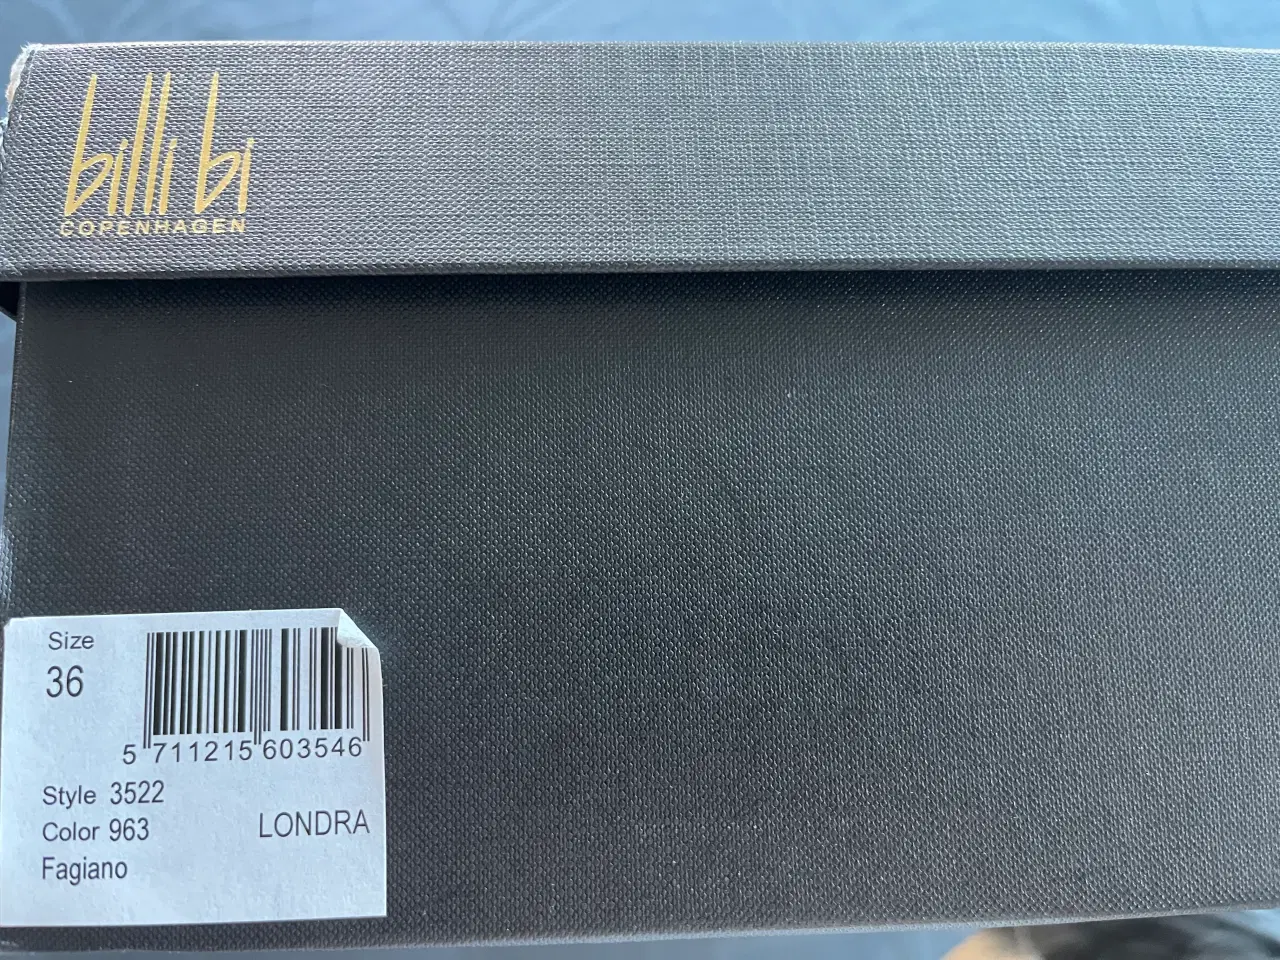 billi bi
COPENHAGEN
Size
36
5 711215 603546
Style 3522
Color 963
LONDRA
Fagiano